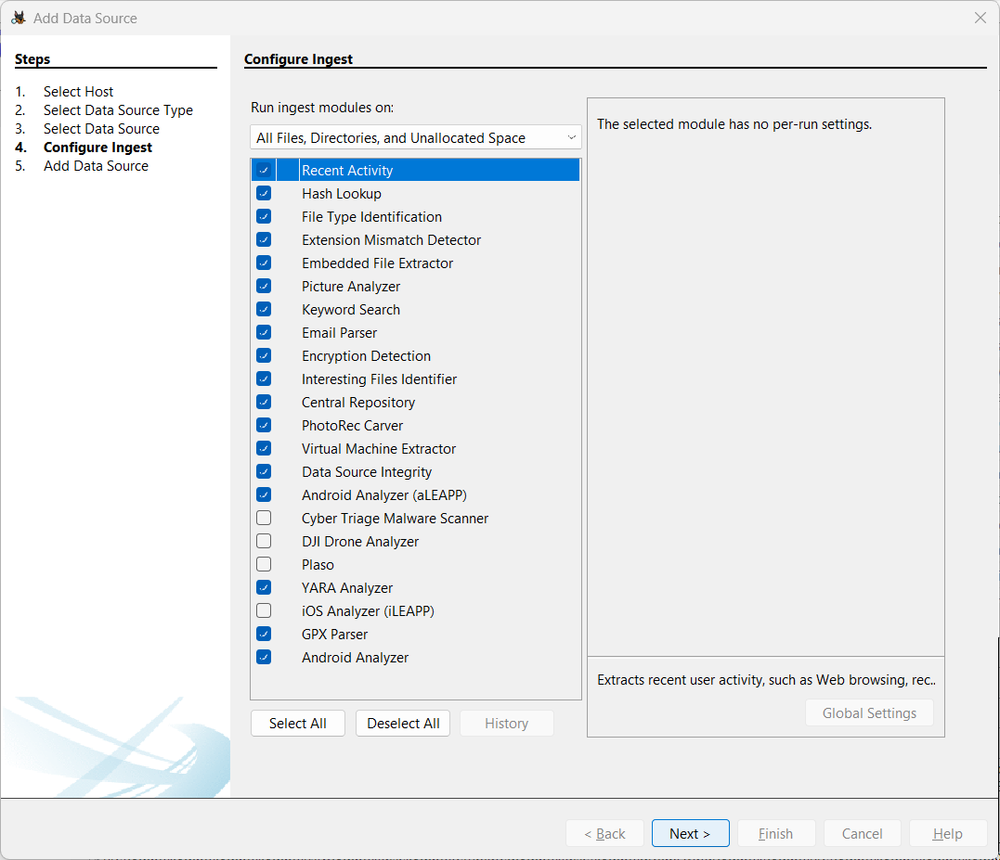 Add Data Source
Steps
1. Select Host
2. Select Data Source Type
3. Select Data Source
4. Configure Ingest
5. Add Data Source
Configure Ingest
Run ingest modules on:
All Files, Directories, and Unallocated Space
Recent Activity
Hash Lookup
File Type Identification
Extension Mismatch Detector
Embedded File Extractor
Picture Analyzer
Keyword Search
Email Parser
Encryption Detection
Interesting Files Identifier
Central Repository
PhotoRec Carver
Virtual Machine Extractor
Data Source Integrity
Android Analyzer (aLEAPP)
Cyber Triage Malware Scanner
DJI Drone Analyzer
Plaso
YARA Analyzer
iOS Analyzer (iLEAPP)
GPX Parser
Android Analyzer
Select All
Deselect All
History
The selected module has no per-run settings.
Extracts recent user activity, such as Web browsing, rec..
Global Settings
< Back
Next >
Finish
Cancel
Help